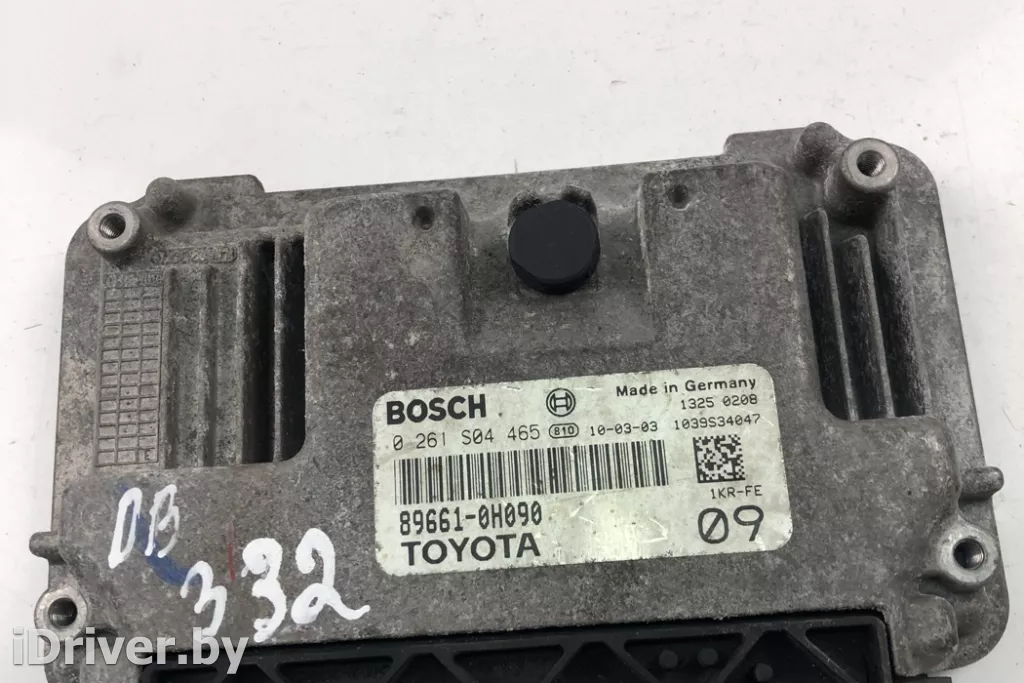 BOSCH
Made in Germany
1325 0208
0 261 S04 465 810 10-03-03 1039S34047
1KR-FE
89661-0H090
09
TOYOTA
DB
332
iDriver.by